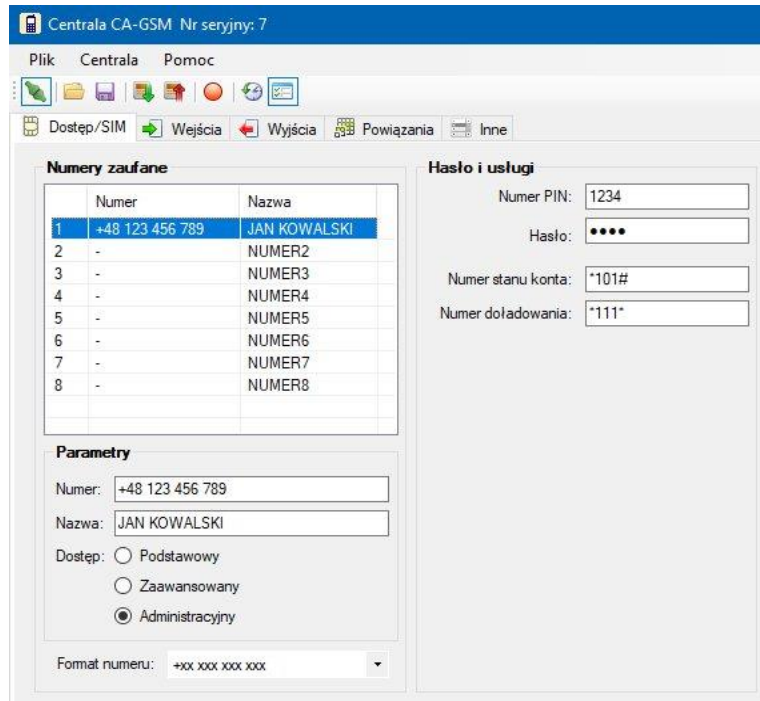 Centrala CA-GSM Nr seryjny: 7
Plik Centrala Pomoc
Dostęp/SIM Wejścia Wyjścia Powiązania Inne
Numery zaufane
Numer Nazwa
1 +48 123 456 789 JAN KOWALSKI
2 - NUMER2
3 - NUMER3
4 - NUMER4
5 - NUMER5
6 - NUMER6
7 - NUMER7
8 - NUMER8
Parametry
Numer: +48 123 456 789
Nazwa: JAN KOWALSKI
Dostęp: Podstawowy
Zaawansowany
Administracyjny
Format numeru: +xx xxx xxx xxx
Hasło i usługi
Numer PIN: 1234
Hasło: ●●●●
Numer stanu konta: *101#
Numer doładowania: *111*